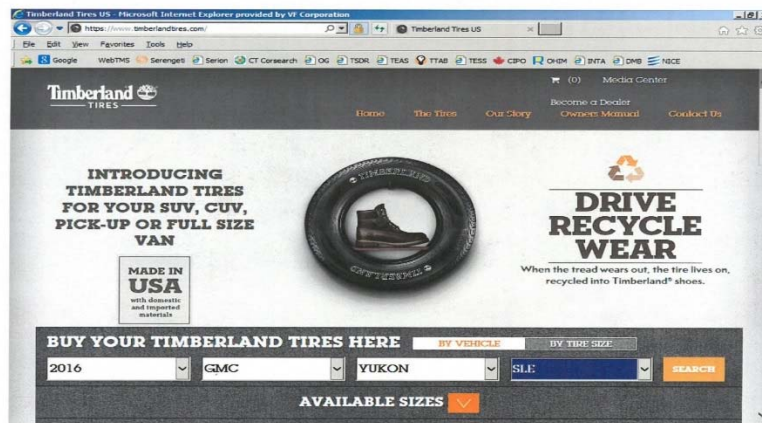 Timberland Tires US - Microsoft Internet Explorer provided by VF Corporation
https://www.timberlandtires.com/
Timberland Tires US
File Edit View Favorites Tools Help
Google WebTMS Serengeti Serion CT Corsearch OG TSDR TEAS TTAB TESS CIPO OHIM INTA DMB NICE
(0) Media Center
Timberland
TIRES
Become a Dealer
Home The Tires Our Story Owners Manual Contact Us
INTRODUCING
TIMBERLAND TIRES
FOR YOUR SUV, CUV,
PICK-UP OR FULL SIZE
VAN
MADE IN
USA
with domestic
and imported
materials
TIMBERLAND
TIMBERLAND
DRIVE
RECYCLE
WEAR
When the tread wears out, the tire lives on,
recycled into Timberland® shoes.
BUY YOUR TIMBERLAND TIRES HERE BY VEHICLE BY TIRE SIZE
2016 GMC YUKON SLE SEARCH
AVAILABLE SIZES